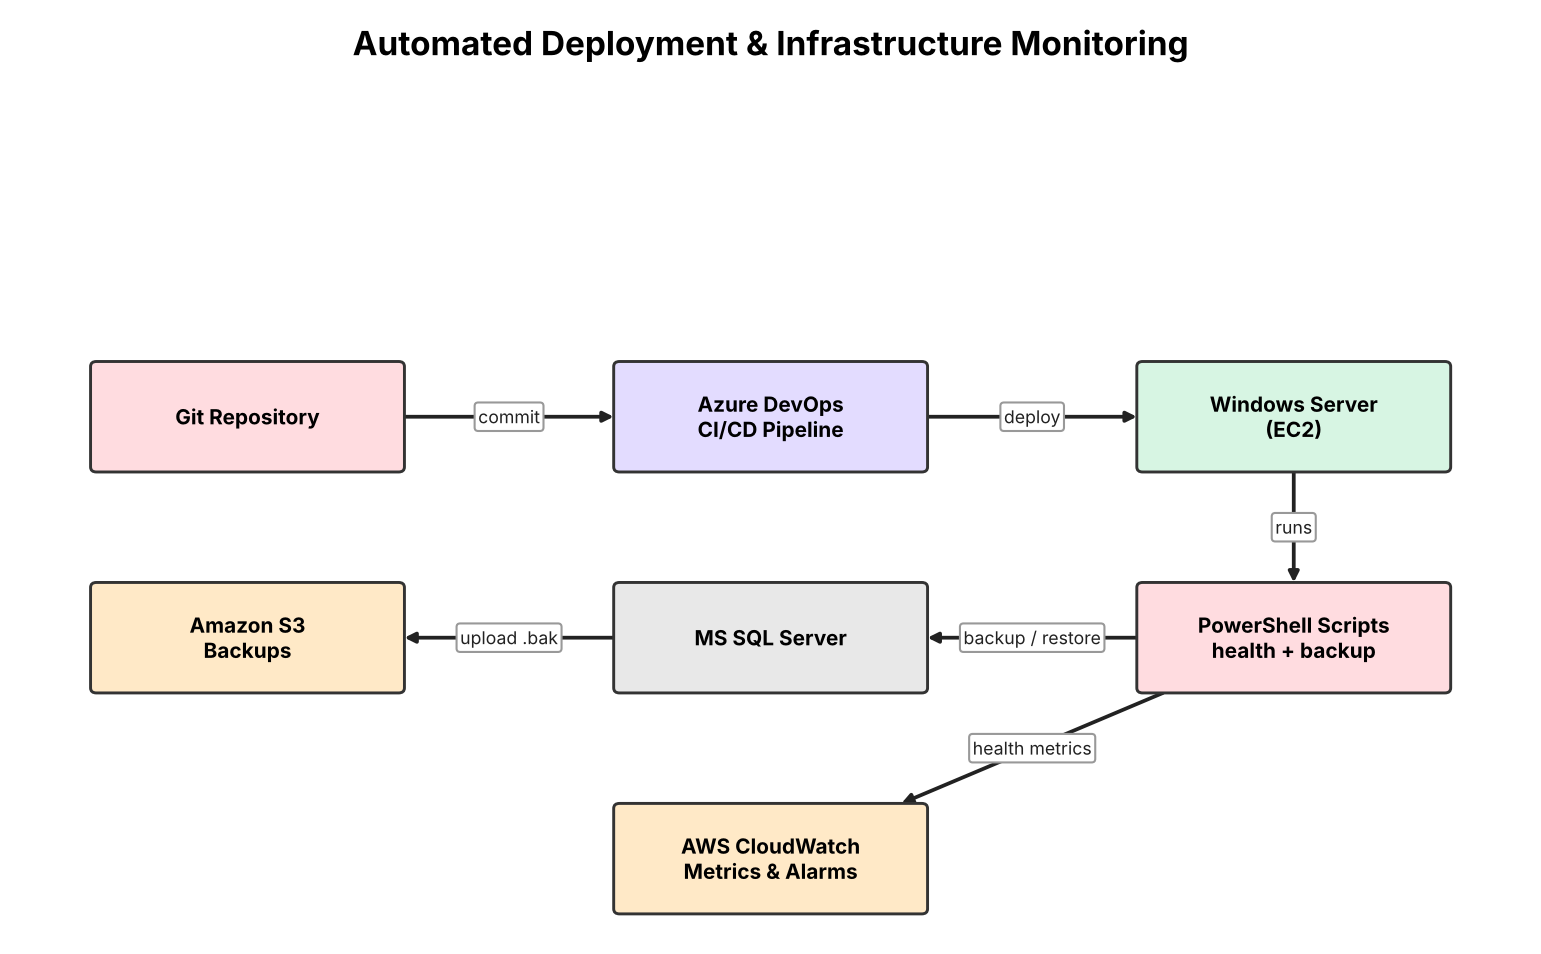 Automated Deployment & Infrastructure Monitoring
Git Repository
commit
Azure DevOps
CI/CD Pipeline
deploy
Windows Server
(EC2)
runs
Amazon S3
Backups
upload .bak
MS SQL Server
backup / restore
PowerShell Scripts
health + backup
health metrics
AWS CloudWatch
Metrics & Alarms